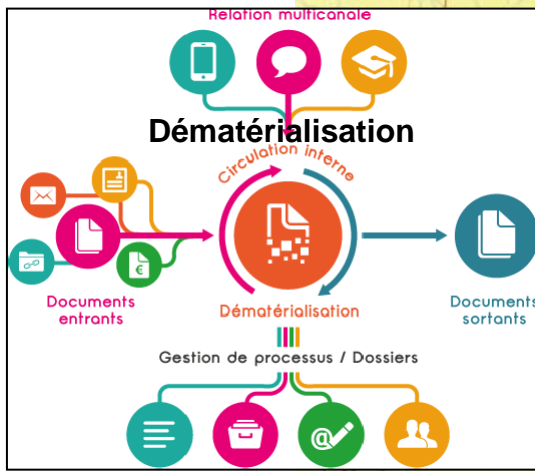 Relation multicanale
Dématérialisation
Circulation interne
€
Documents
entrants
Dématérialisation
Documents
sortants
Gestion de processus / Dossiers
@